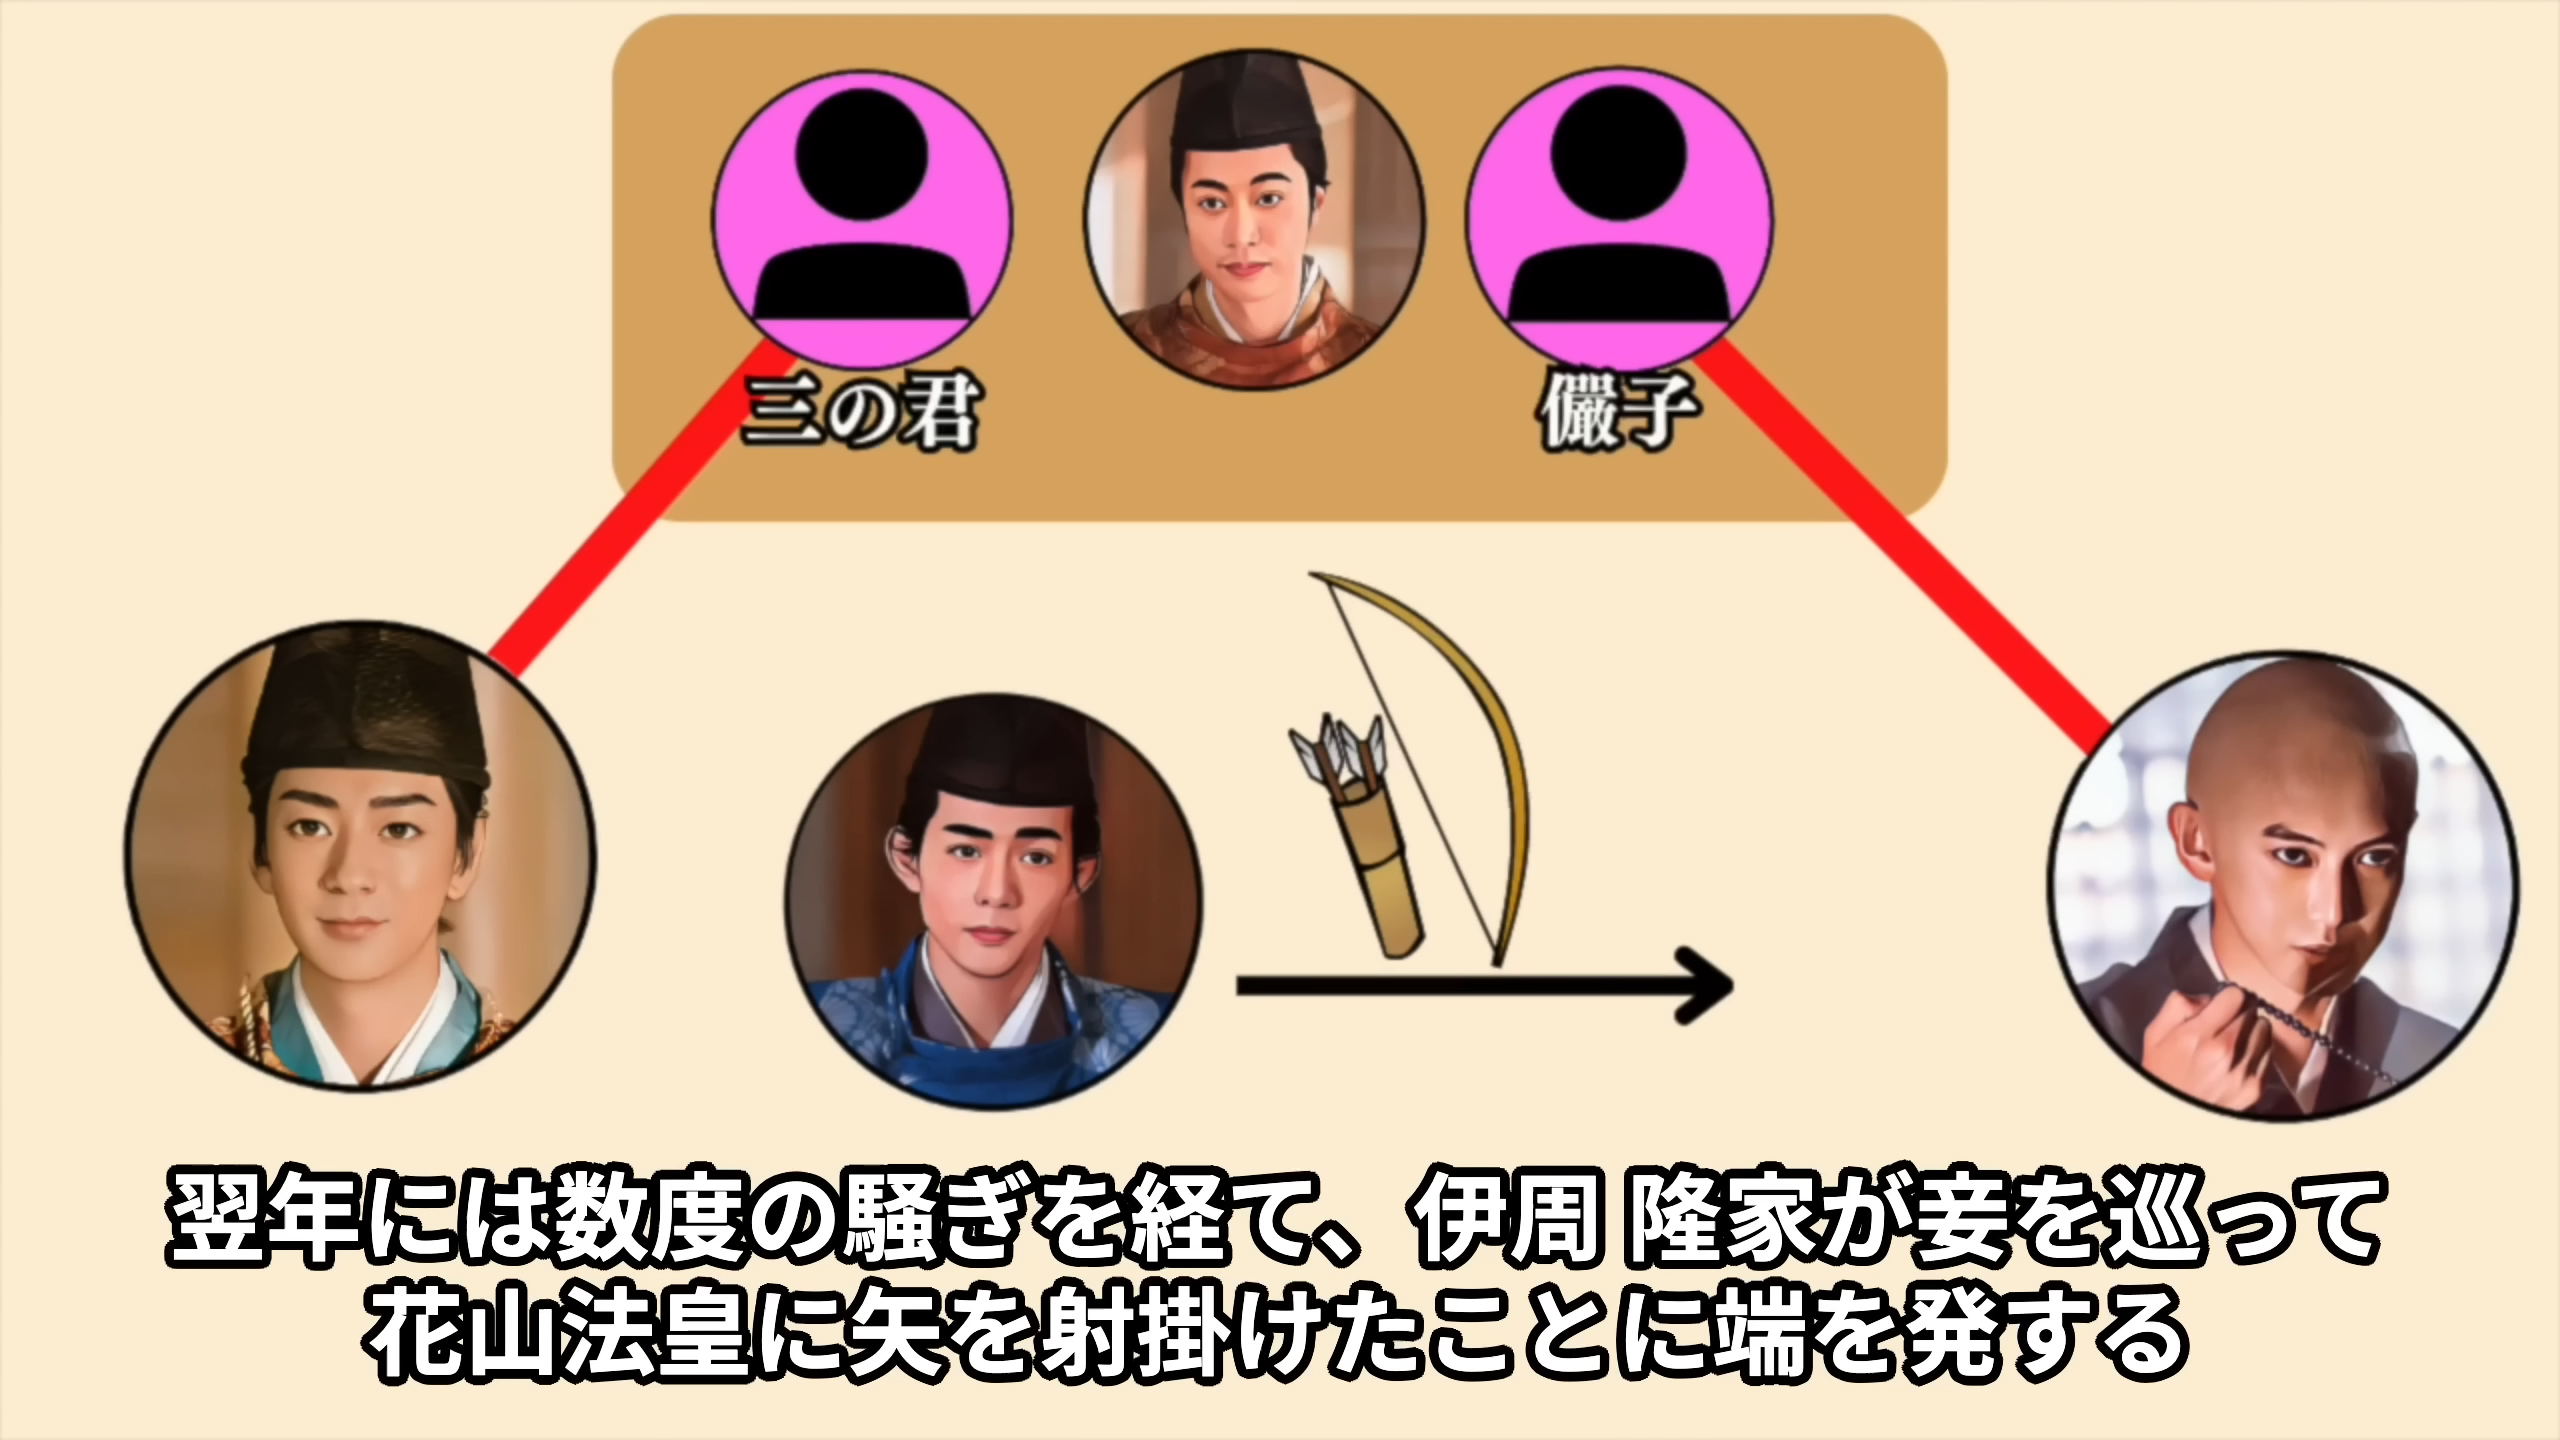 三の君
儼子
翌年には数度の騒ぎを経て、伊周 隆家が妾を巡って
花山法皇に矢を射掛けたことに端を発する